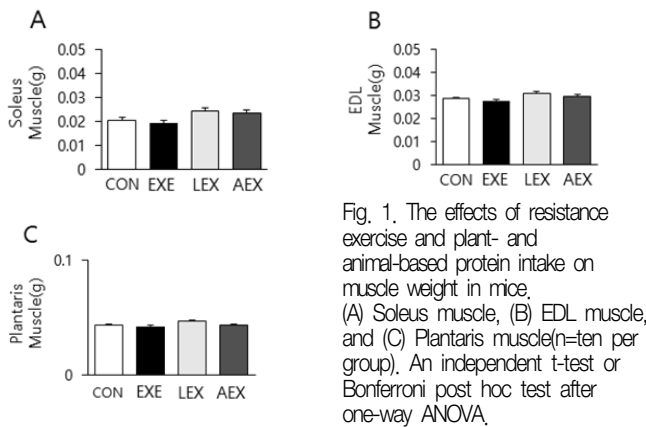 A
0.05
0.04
0.03
0.02
0.01
0
Soleus
Muscle(g)
CON EXE LEX AEX
B
0.05
0.04
0.03
0.02
0.01
0
EDL
Muscle(g)
CON EXE LEX AEX
C
0.1
0
Plantaris
Muscle(g)
CON EXE LEX AEX
Fig. 1. The effects of resistance
exercise and plant- and
animal-based protein intake on
muscle weight in mice.
(A) Soleus muscle, (B) EDL muscle,
and (C) Plantaris muscle(n=ten per
group). An independent t-test or
Bonferroni post hoc test after
one-way ANOVA.